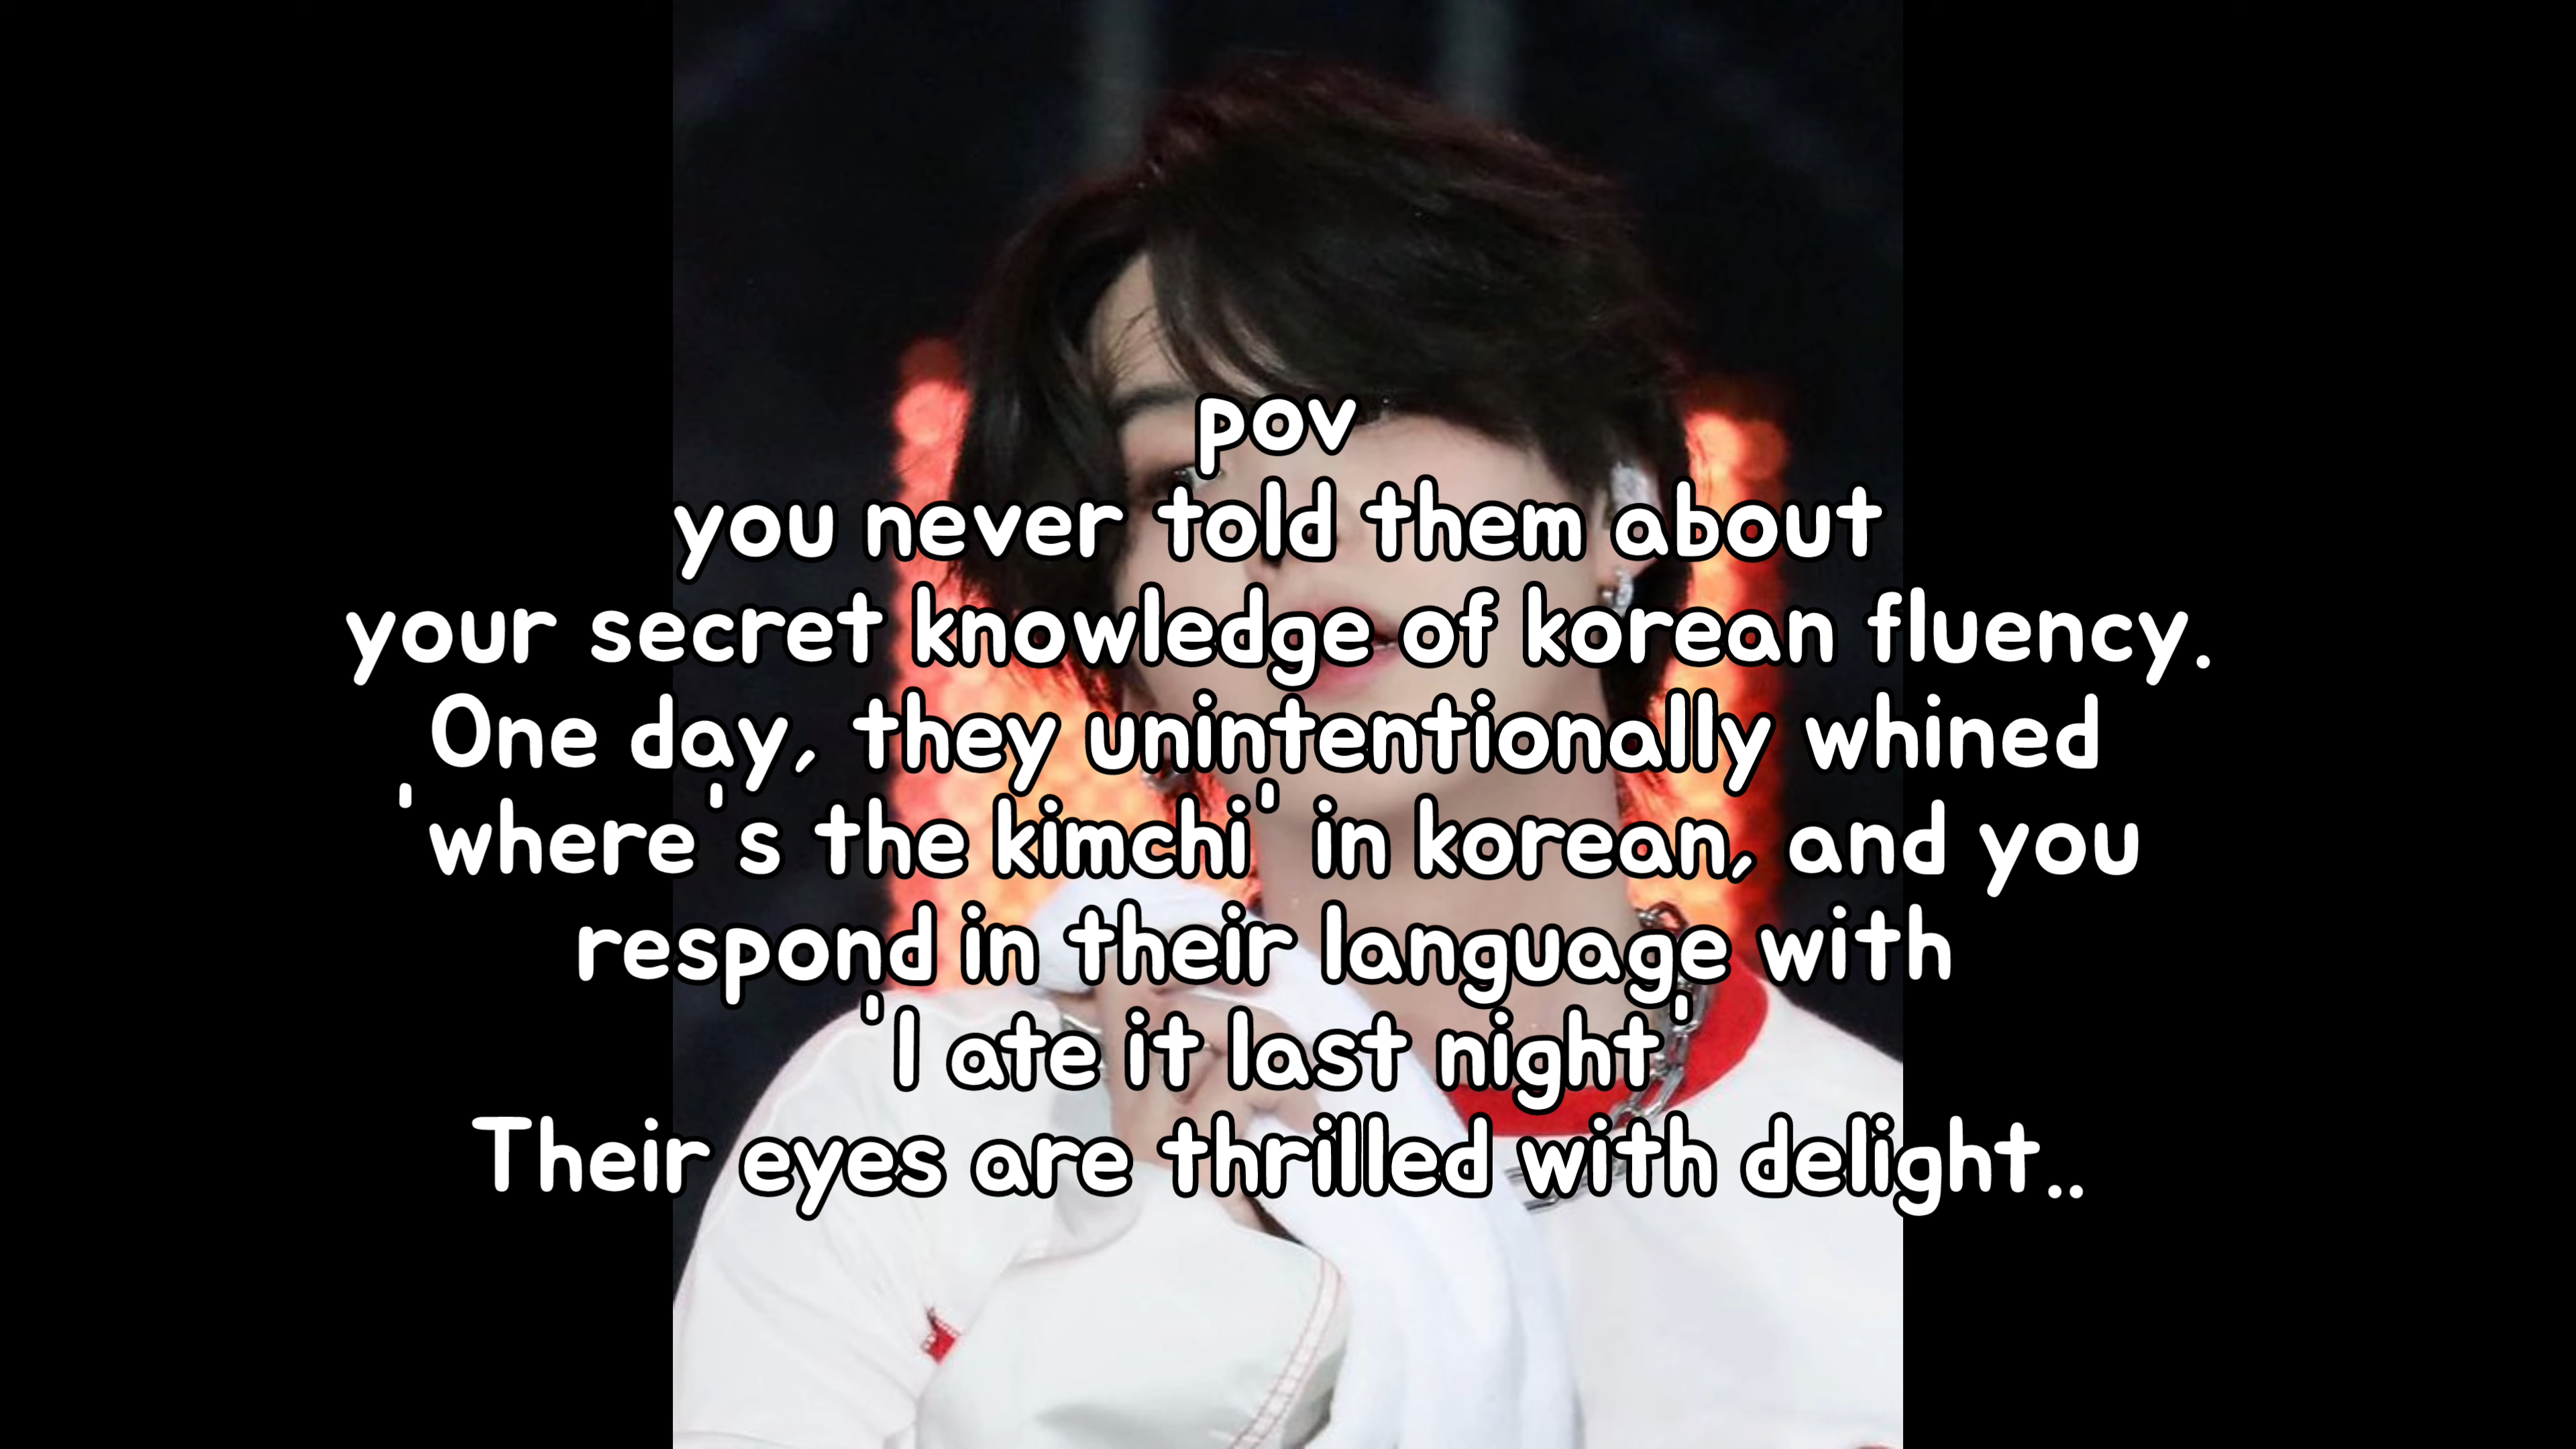 pov
you never told them about
your secret knowledge of korean fluency.
One day, they unintentionally whined
'where's the kimchi' in korean, and you
respond in their language with
'I ate it last night'
Their eyes are thrilled with delight..